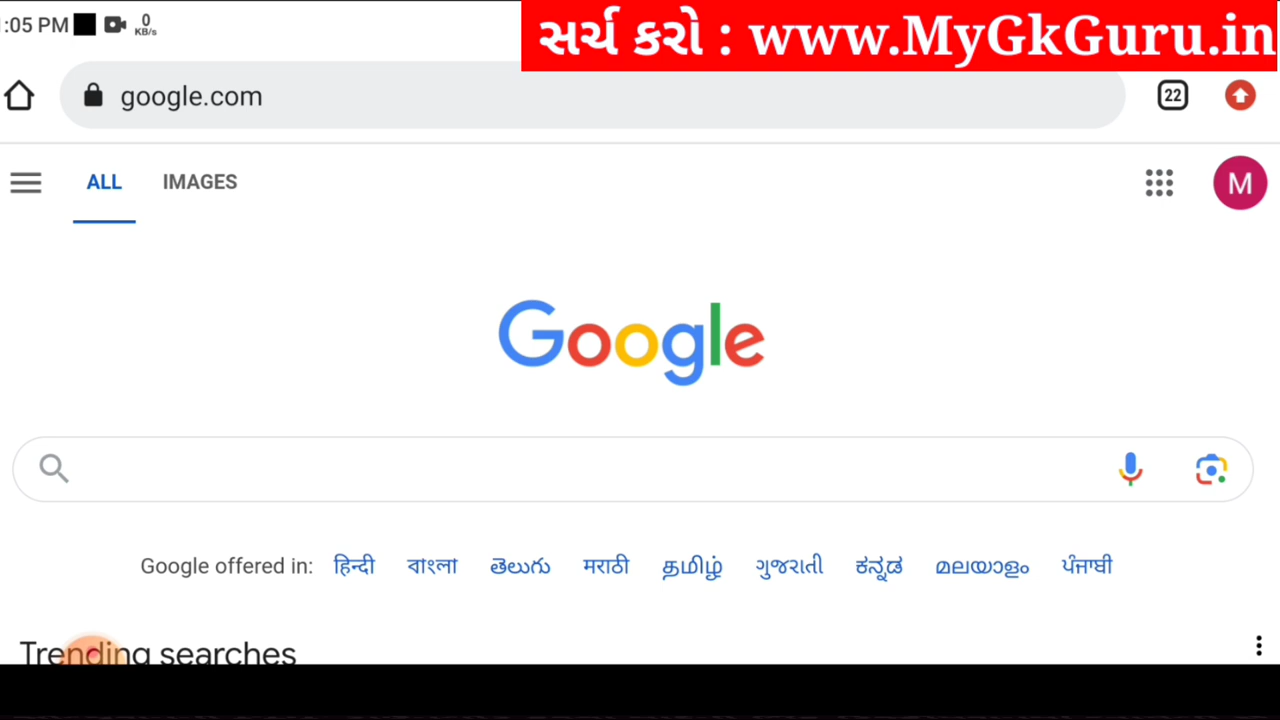 :05 PM 0 KB/s
સર્ચ કરો : www.MyGkGuru.in
google.com 22
ALL IMAGES M
Google
Google offered in: हिन्दी বাংলা తెలుగు मराठी தமிழ் ગુજરાતી ಕನ್ನಡ മലയാളം ਪੰਜਾਬੀ
Trending searches